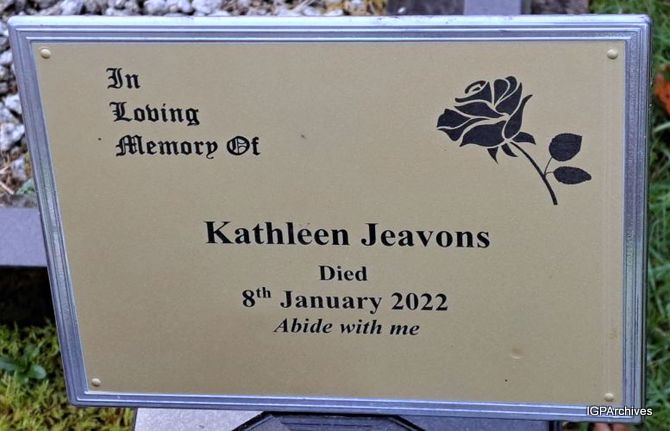 In
Loving
Memory Of
Kathleen Jeavons
Died
8th January 2022
Abide with me
IGPArchives